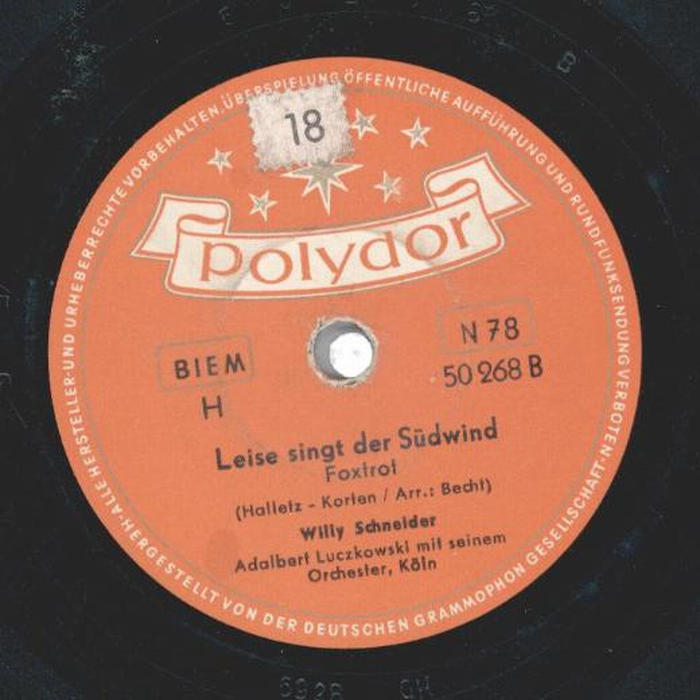 ·ALLE HERSTELLER-UND URHEBERRECHTE VORBEHALTEN. ÜBERSPIELUNG ÖFFENTLICHE AUFFÜHRUNG UND RUNDFUNKSENDUNG VERBOTEN·
18
polydor
BIEM
H
N 78
50 268 B
Leise singt der Südwind
Foxtrot
(Halletz - Korten / Arr.: Becht)
Willy Schneider
Adalbert Luczkowski mit seinem
Orchester, Köln
HERGESTELLT VON DER DEUTSCHEN GRAMMOPHON GESELLSCHAFT
B